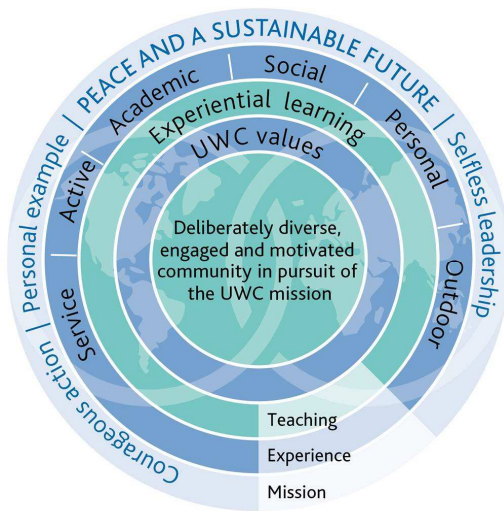 Courageous action | Personal example | PEACE AND A SUSTAINABLE FUTURE | Selfless leadership
Service
Active
Academic
Social
Personal
Outdoor
Experiential learning
UWC values
Deliberately diverse,
engaged and motivated
community in pursuit of
the UWC mission
Teaching
Experience
Mission